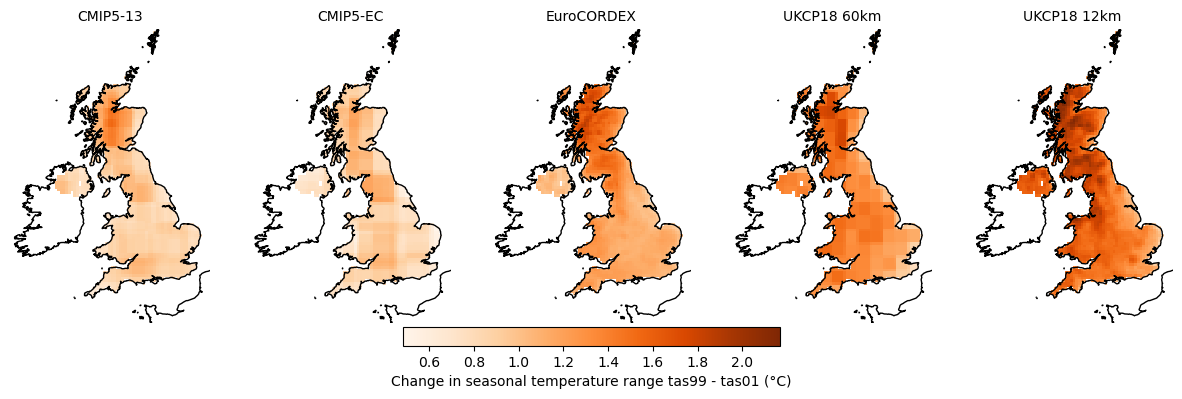 CMIP5-13 CMIP5-EC EuroCORDEX UKCP18 60km UKCP18 12km
0.6 0.8 1.0 1.2 1.4 1.6 1.8 2.0
Change in seasonal temperature range tas99 - tas01 (°C)